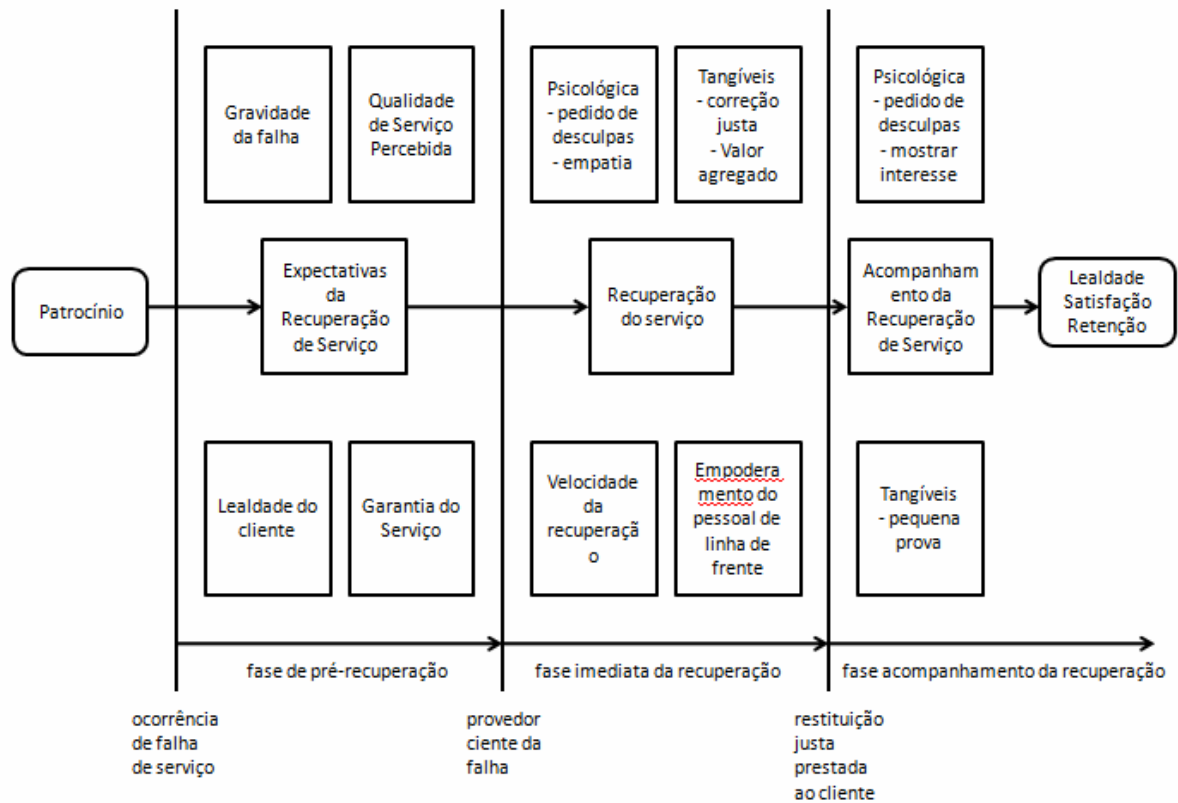 Gravidade
da falha
Qualidade
de Serviço
Percebida
Psicológica
- pedido de
desculpas
- empatia
Tangíveis
- correção
justa
- Valor
agregado
Psicológica
- pedido de
desculpas
- mostrar
interesse
Patrocínio
Expectativas
da
Recuperação
de Serviço
Recuperação
do serviço
Acompanham
ento da
Recuperação
de Serviço
Lealdade
Satisfação
Retenção
Lealdade do
cliente
Garantia do
Serviço
Velocidade
da
recuperaçã
o
Empodera
mento do
pessoal de
linha de
frente
Tangíveis
- pequena
prova
fase de pré-recuperação
fase imediata da recuperação
fase acompanhamento da recuperação
ocorrência
de falha
de serviço
provedor
ciente da
falha
restituição
justa
prestada
ao cliente